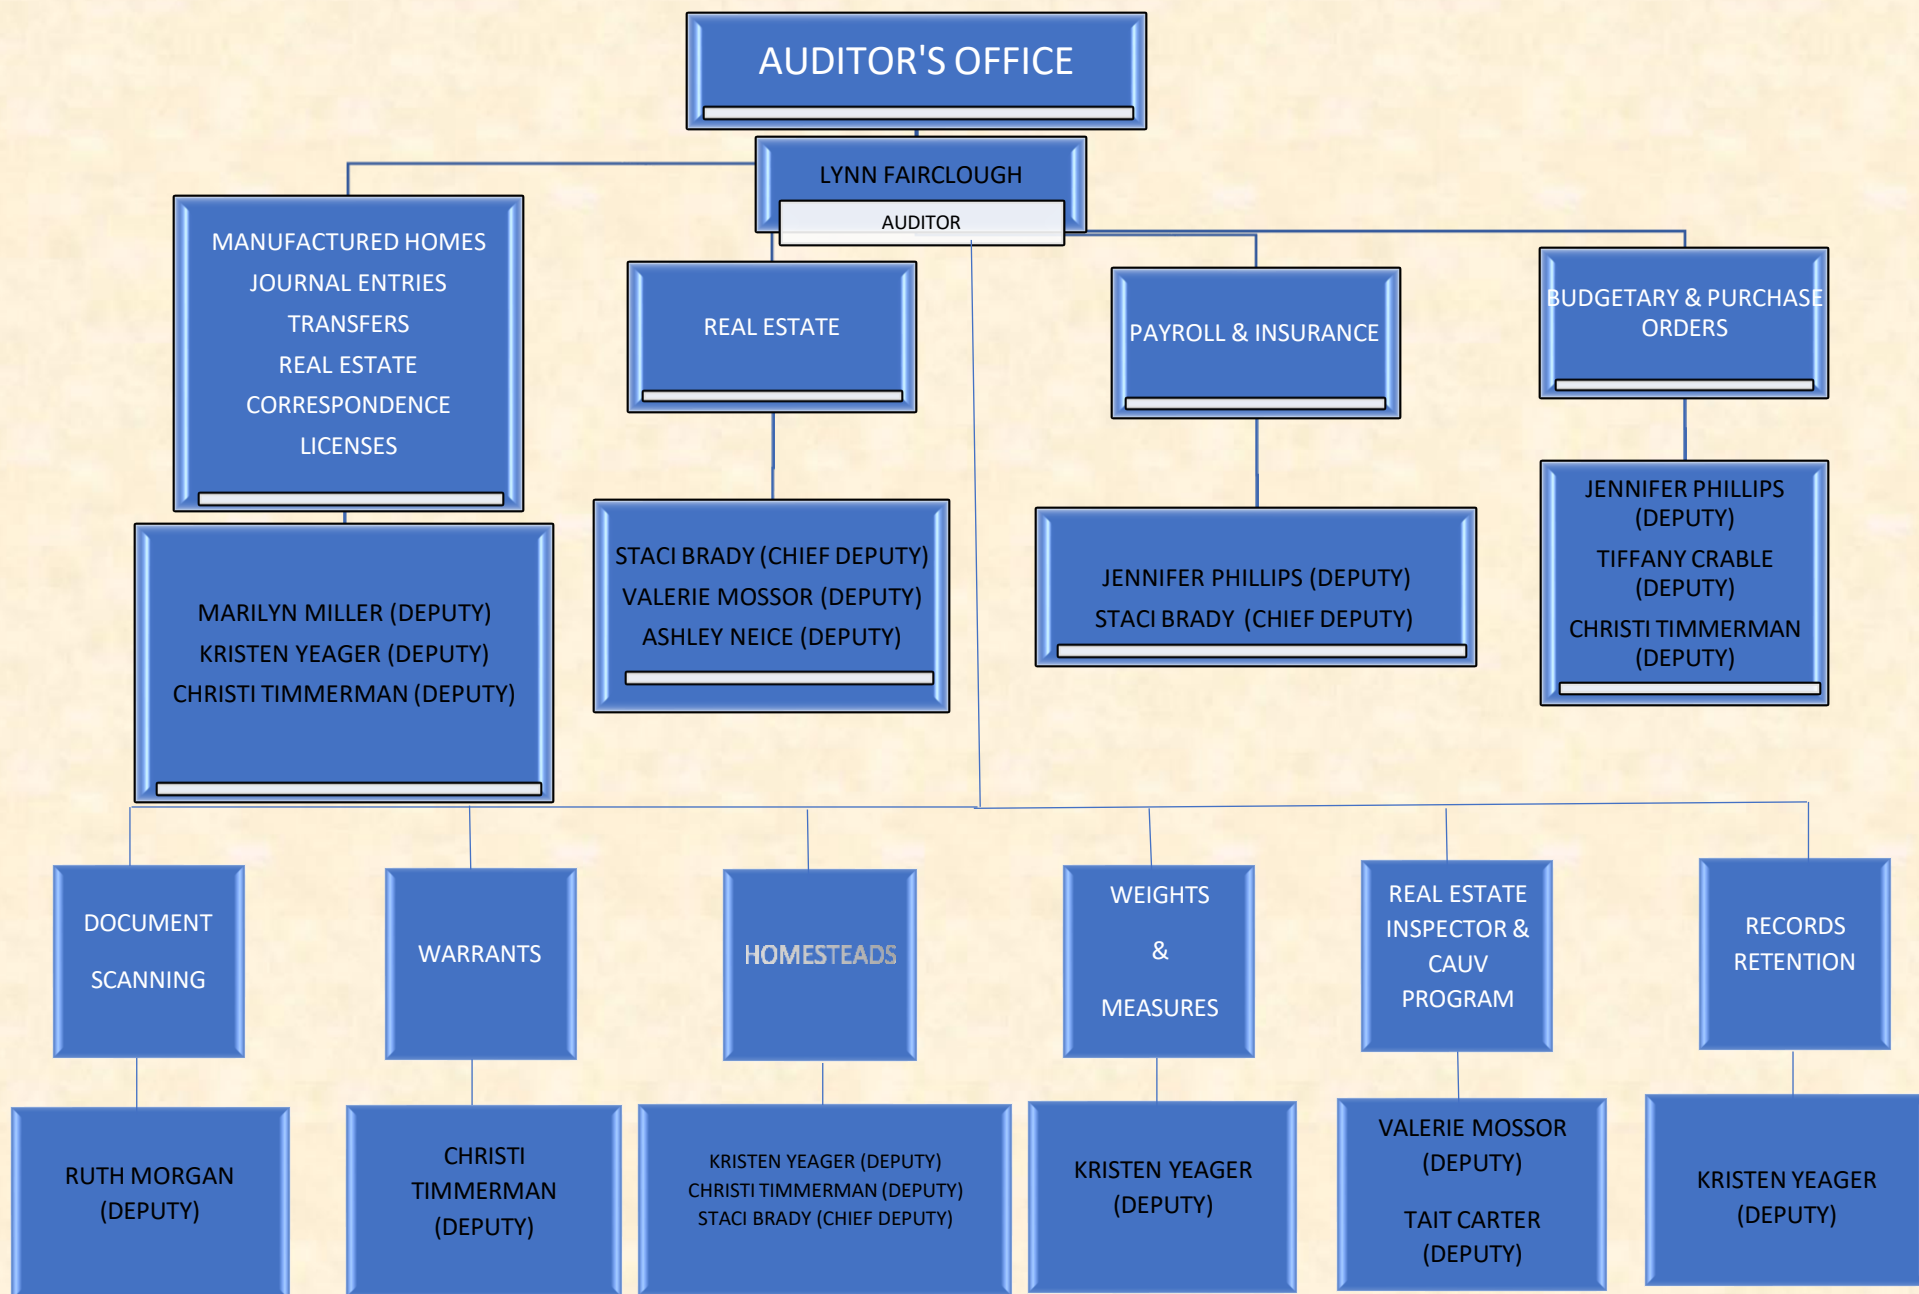 AUDITOR'S OFFICE
LYNN FAIRCLOUGH
AUDITOR
MANUFACTURED HOMES
JOURNAL ENTRIES
TRANSFERS
REAL ESTATE
CORRESPONDENCE
LICENSES
REAL ESTATE
PAYROLL & INSURANCE
BUDGETARY & PURCHASE
ORDERS
MARILYN MILLER (DEPUTY)
KRISTEN YEAGER (DEPUTY)
CHRISTI TIMMERMAN (DEPUTY)
STACI BRADY (CHIEF DEPUTY)
VALERIE MOSSOR (DEPUTY)
ASHLEY NEICE (DEPUTY)
JENNIFER PHILLIPS (DEPUTY)
STACI BRADY (CHIEF DEPUTY)
JENNIFER PHILLIPS
(DEPUTY)
TIFFANY CRABLE
(DEPUTY)
CHRISTI TIMMERMAN
(DEPUTY)
DOCUMENT
SCANNING
WARRANTS
HOMESTEADS
WEIGHTS
&
MEASURES
REAL ESTATE
INSPECTOR &
CAUV
PROGRAM
RECORDS
RETENTION
RUTH MORGAN
(DEPUTY)
CHRISTI
TIMMERMAN
(DEPUTY)
KRISTEN YEAGER (DEPUTY)
CHRISTI TIMMERMAN (DEPUTY)
STACI BRADY (CHIEF DEPUTY)
KRISTEN YEAGER
(DEPUTY)
VALERIE MOSSOR
(DEPUTY)
TAIT CARTER
(DEPUTY)
KRISTEN YEAGER
(DEPUTY)